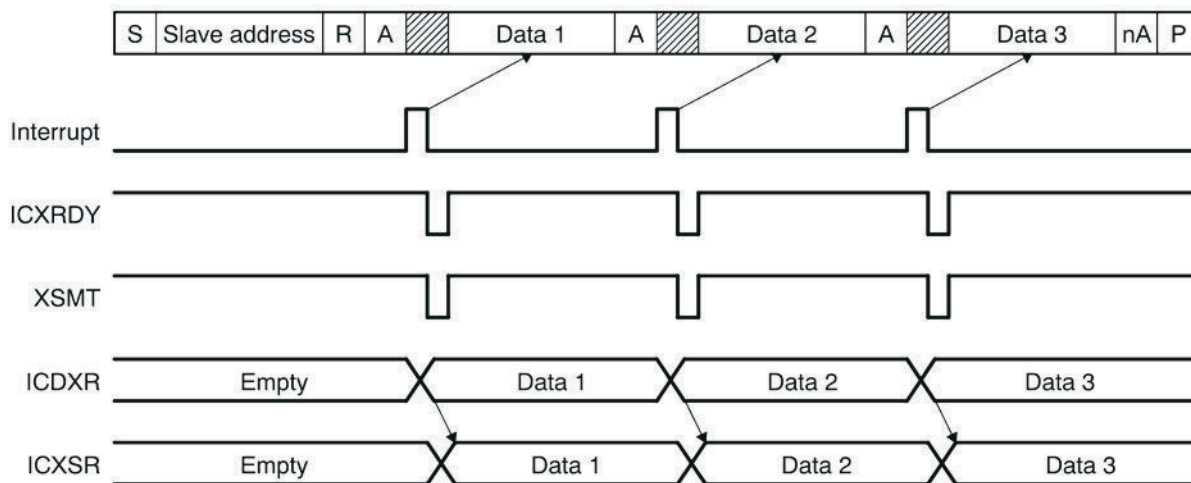 S Slave address R A Data 1 A Data 2 A Data 3 nA P
Interrupt
ICXRDY
XSMT
ICDXR Empty Data 1 Data 2 Data 3
ICXSR Empty Data 1 Data 2 Data 3